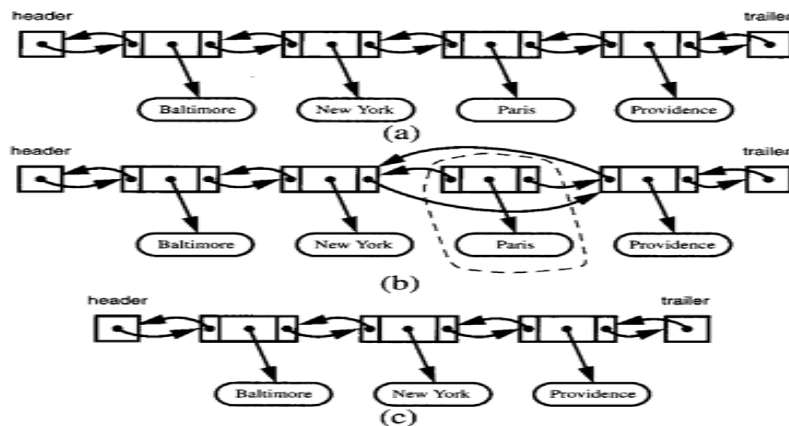 header trailer
Baltimore New York Paris Providence
(a)
header trailer
Baltimore New York Paris Providence
(b)
header trailer
Baltimore New York Providence
(c)